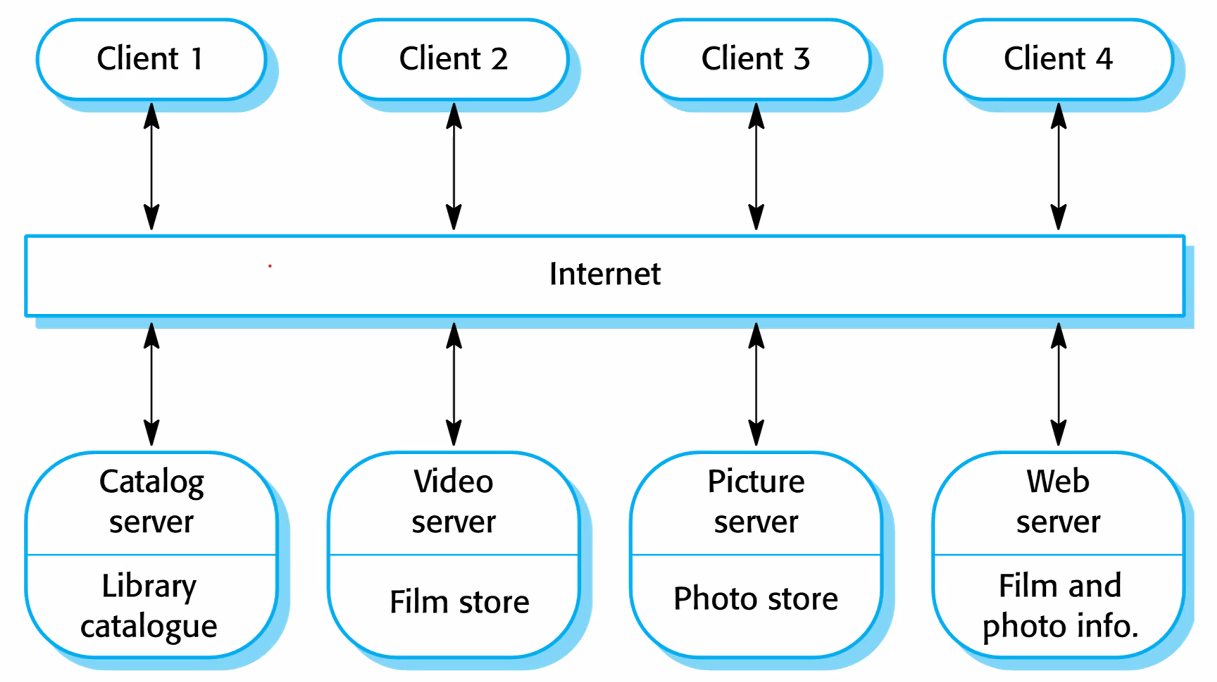 Client 1
Client 2
Client 3
Client 4
Internet
Catalog
server
Library
catalogue
Video
server
Film store
Picture
server
Photo store
Web
server
Film and
photo info.